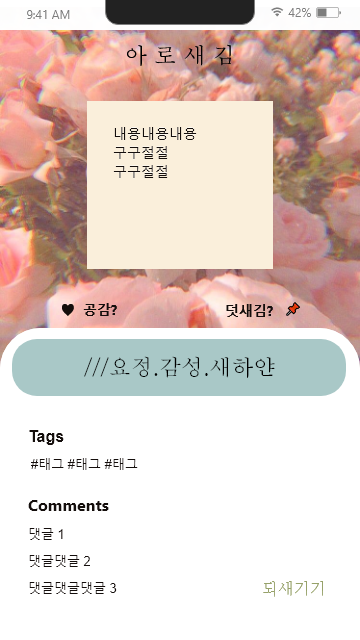 9:41 AM 42%
아로새김
내용내용내용
구구절절
구구절절
♥ 공감? 덧새김? 📌
///요정.감성.새하얀
Tags
#태그 #태그 #태그
Comments
댓글 1
댓글댓글 2
댓글댓글댓글 3
되새기기